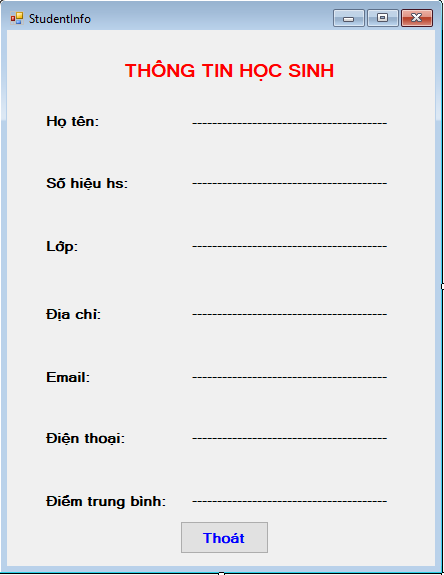 StudentInfo
THÔNG TIN HỌC SINH
Họ tên: ---------------------------------------
Số hiệu hs: ---------------------------------------
Lớp: ---------------------------------------
Địa chỉ: ---------------------------------------
Email: ---------------------------------------
Điện thoại: ---------------------------------------
Điểm trung bình: ---------------------------------------
Thoát